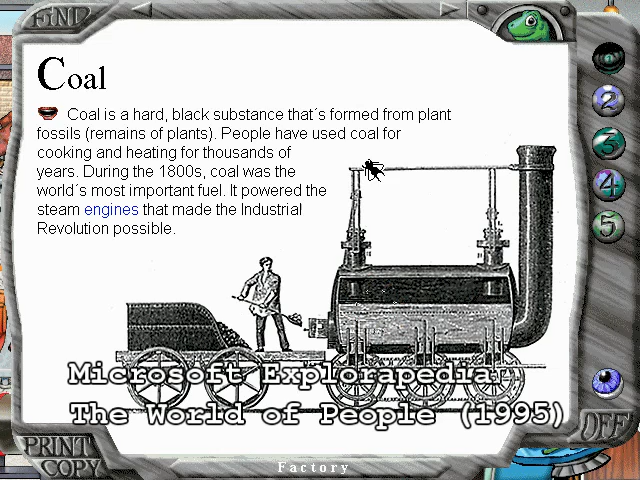 FiND
Coal
Coal is a hard, black substance that´s formed from plant
fossils (remains of plants). People have used coal for
cooking and heating for thousands of
years. During the 1800s, coal was the
world´s most important fuel. It powered the
steam engines that made the Industrial
Revolution possible.
1
2
3
4
5
Microsoft Explorapedia:
The World of People (1995)
PRINT
COPY
Factory
OFF